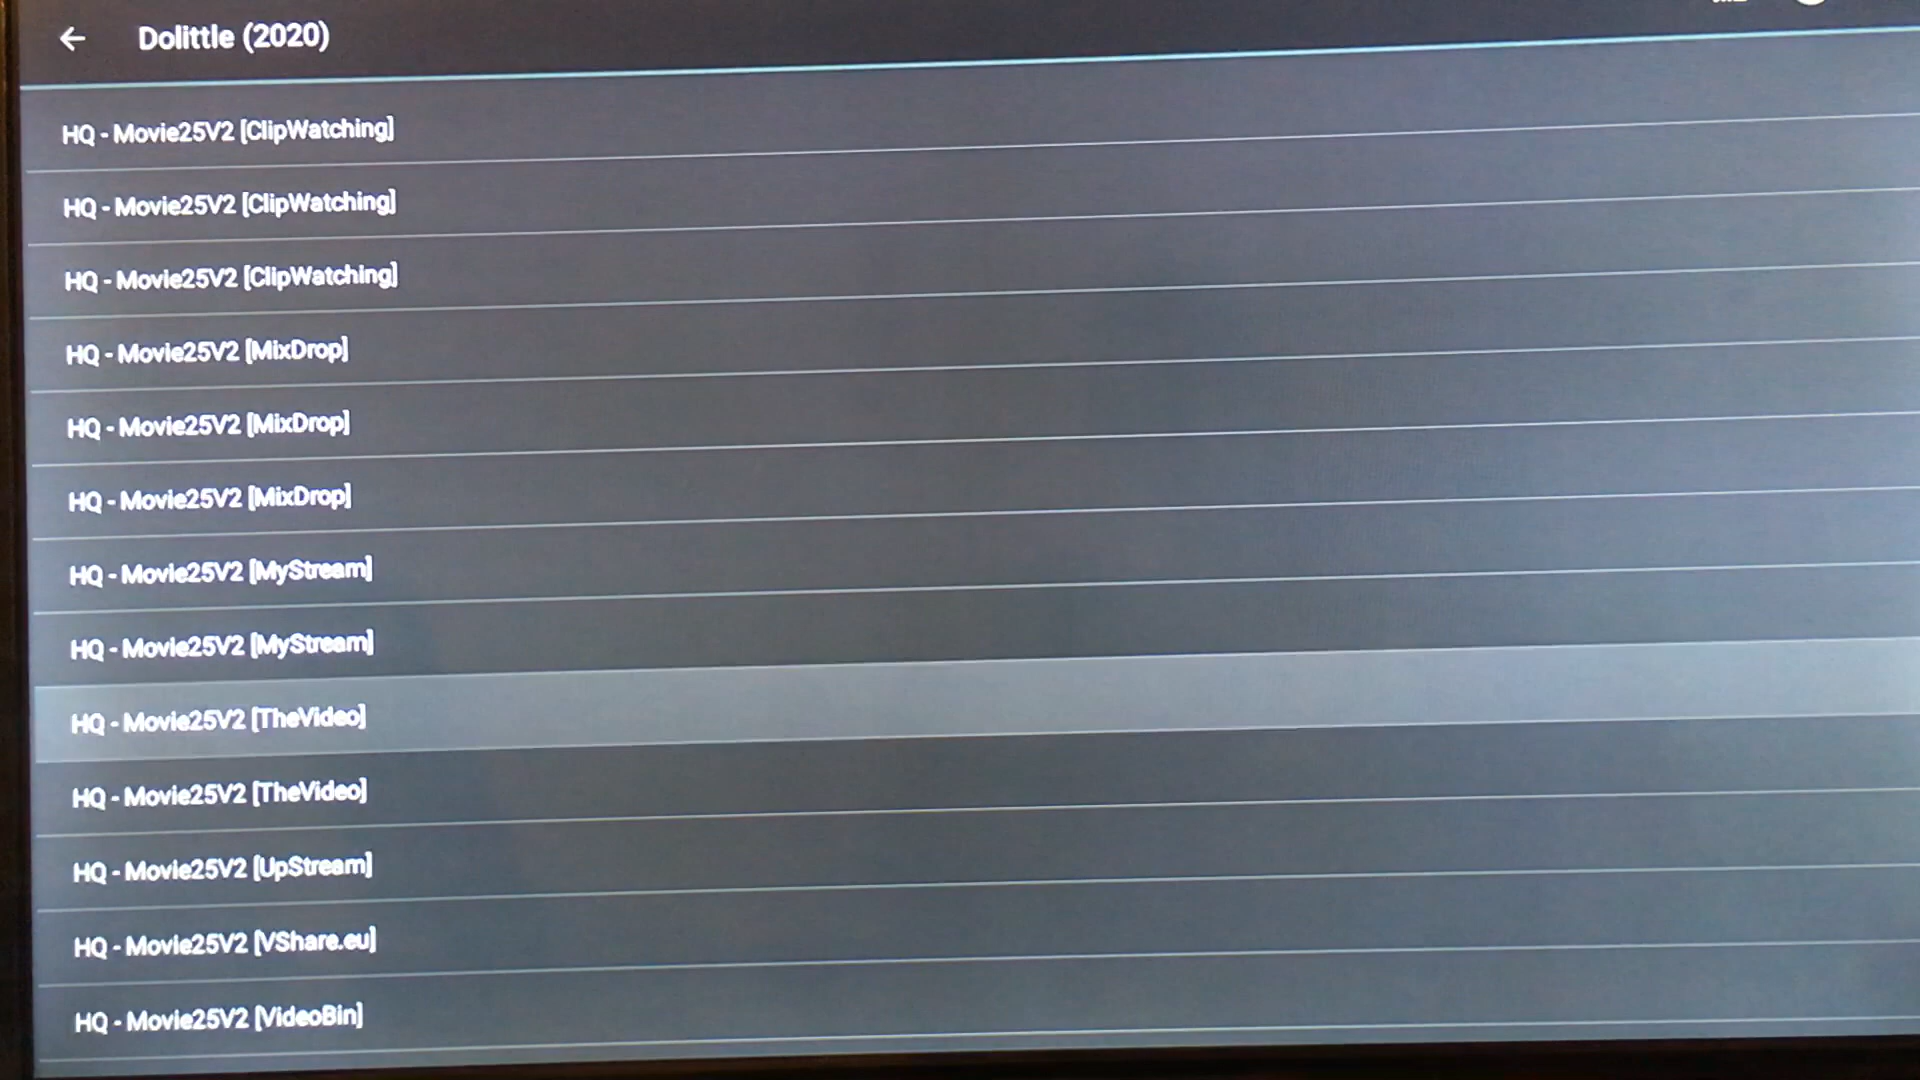 Dolittle (2020)
HQ - Movie25V2 [ClipWatching]
HQ - Movie25V2 [ClipWatching]
HQ - Movie25V2 [ClipWatching]
HQ - Movie25V2 [MixDrop]
HQ - Movie25V2 [MixDrop]
HQ - Movie25V2 [MixDrop]
HQ - Movie25V2 [MyStream]
HQ - Movie25V2 [MyStream]
HQ - Movie25V2 [TheVideo]
HQ - Movie25V2 [TheVideo]
HQ - Movie25V2 [UpStream]
HQ - Movie25V2 [VShare.eu]
HQ - Movie25V2 [VideoBin]